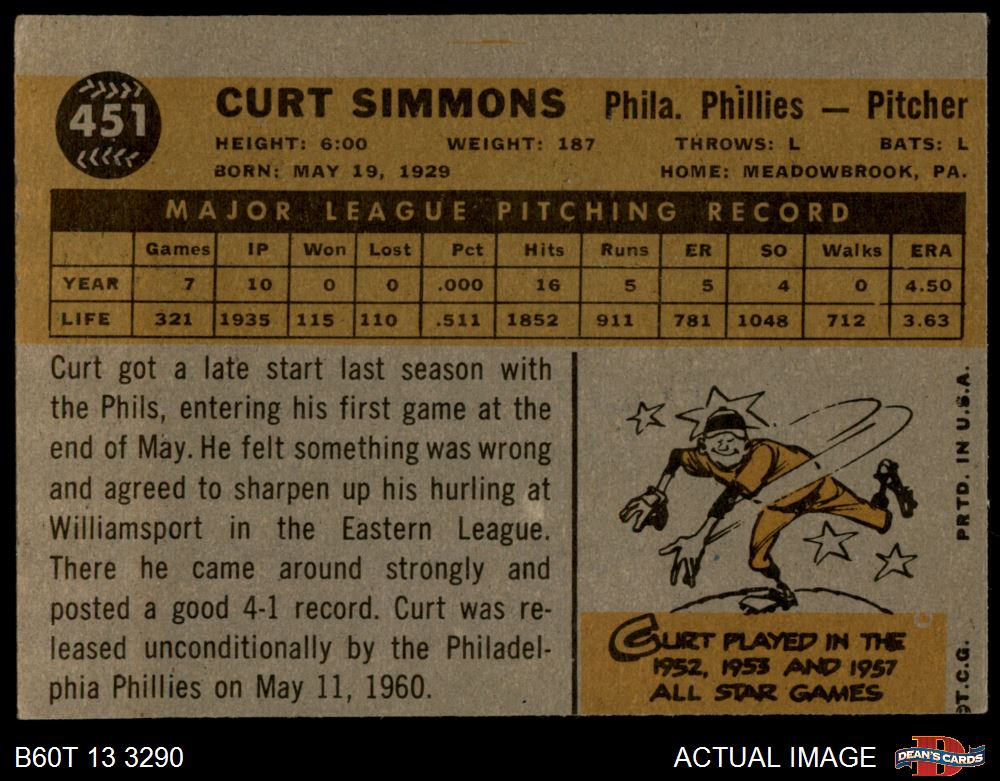 451
CURT SIMMONS Phila. Phillies — Pitcher
HEIGHT: 6:00 WEIGHT: 187 THROWS: L BATS: L
BORN: MAY 19, 1929 HOME: MEADOWBROOK, PA.
MAJOR LEAGUE PITCHING RECORD
Games IP Won Lost Pct Hits Runs ER SO Walks ERA
YEAR 7 10 0 0 .000 16 5 5 4 0 4.50
LIFE 321 1935 115 110 .511 1852 911 781 1048 712 3.63
Curt got a late start last season with
the Phils, entering his first game at the
end of May. He felt something was wrong
and agreed to sharpen up his hurling at
Williamsport in the Eastern League.
There he came around strongly and
posted a good 4-1 record. Curt was re-
leased unconditionally by the Philadel-
phia Phillies on May 11, 1960.
CURT PLAYED IN THE
1952, 1953 AND 1957
ALL STAR GAMES
©T.C.G. PRTD. IN U.S.A.
B60T 13 3290 ACTUAL IMAGE
D
DEAN'S CARDS